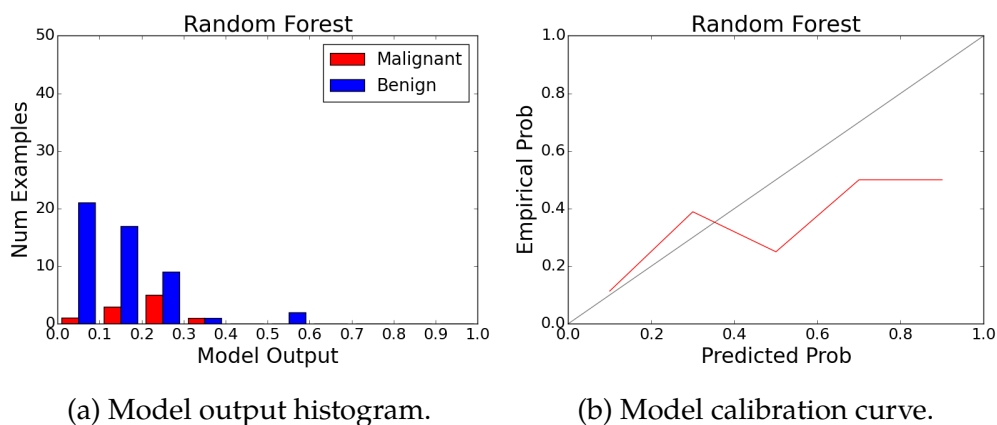 Random Forest
50
40
30
20
10
0
0.0 0.1 0.2 0.3 0.4 0.5 0.6 0.7 0.8 0.9 1.0
Num Examples
Model Output
Malignant
Benign
(a) Model output histogram.
Random Forest
1.0
0.8
0.6
0.4
0.2
0.0
0.0 0.2 0.4 0.6 0.8 1.0
Empirical Prob
Predicted Prob
(b) Model calibration curve.